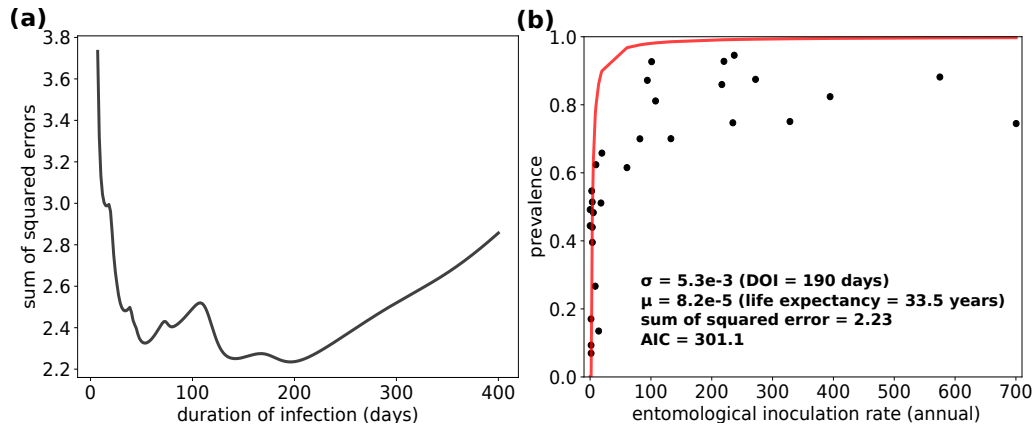 (a)
3.8
3.6
3.4
3.2
3.0
2.8
2.6
2.4
2.2
sum of squared errors
0
100
200
300
400
duration of infection (days)
(b)
1.0
0.8
0.6
0.4
0.2
0.0
prevalence
σ = 5.3e-3 (DOI = 190 days)
μ = 8.2e-5 (life expectancy = 33.5 years)
sum of squared error = 2.23
AIC = 301.1
0
100
200
300
400
500
600
700
entomological inoculation rate (annual)